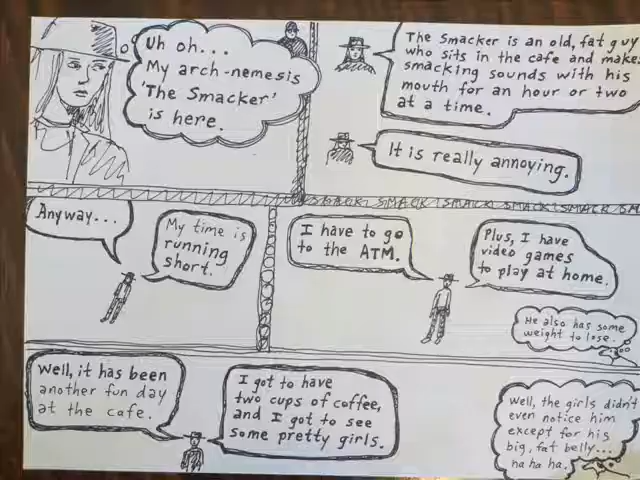 Uh oh...
My arch-nemesis
'The Smacker'
is here.
The Smacker is an old, fat guy
who sits in the cafe and makes
smacking sounds with his
mouth for an hour or two
at a time.
It is really annoying.
SMACK SMACK SMACK SMACK SMACK
Anyway...
My time is
running
short.
I have to go
to the ATM.
Plus, I have
video games
to play at home.
He also has some
weight to lose.
Well, it has been
another fun day
at the cafe.
I got to have
two cups of coffee,
and I got to see
some pretty girls.
Well, the girls didn't
even notice him
except for his
big, fat belly...
ha ha ha.